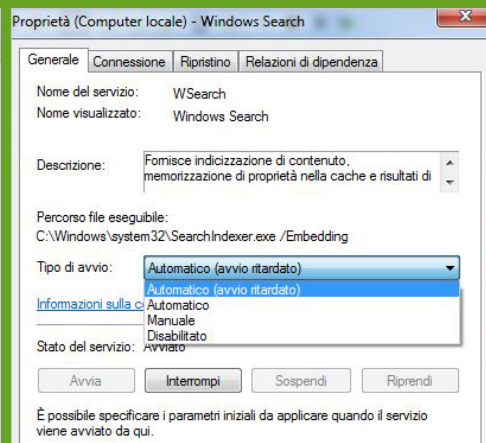 Proprietà (Computer locale) - Windows Search
Generale Connessione Ripristino Relazioni di dipendenza
Nome del servizio: WSearch
Nome visualizzato: Windows Search
Descrizione: Fornisce indicizzazione di contenuto,
memorizzazione di proprietà nella cache e risultati di
Percorso file eseguibile:
C:\Windows\system32\SearchIndexer.exe /Embedding
Tipo di avvio: Automatico (avvio ritardato)
Automatico (avvio ritardato)
Informazioni sulla Automatico
Manuale
Disabilitato
Stato del servizio: Avviato
Avvia Interrompi Sospendi Riprendi
È possibile specificare i parametri iniziali da applicare quando il servizio
viene avviato da qui.